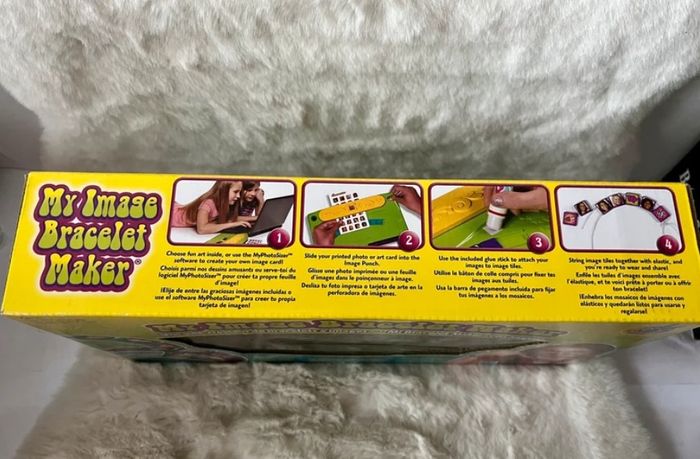 My Image
Bracelet
Maker®
1
Choose fun art inside, or use the MyPhotoSizer™
software to create your own image card!
Choisis parmi nos dessins amusants ou serve-toi du
logiciel MyPhotoSizer™ pour créer ta propre feuille
d'image!
¡Elije de entre las graciosas imágenes incluidas o
use el software MyPhotoSizer™ para crear tu propia
tarjeta de imagen!
2
Slide your printed photo or art card into the
Image Punch.
Glisse une photo imprimée ou une feuille
d'images dans le poinçonneur à image.
Desliza tu foto impresa o tarjeta de arte en la
perforadora de imágenes.
3
Use the included glue stick to attach your
images to image tiles.
Utilise le bâton de colle compris pour fixer tes
images aux tuiles.
Usa la barra de pegamento incluida para fijar
tus imágenes a los mosaicos.
4
String image tiles together with elastic, and
you're ready to wear and share!
Enfile les tuiles d'images ensemble avec
l'élastique, et te voici prête à porter ou à offrir
ton bracelet!
¡Enhebra los mosaicos de imágenes con
elásticos y quedarán listos para usarlos y
regalarse!